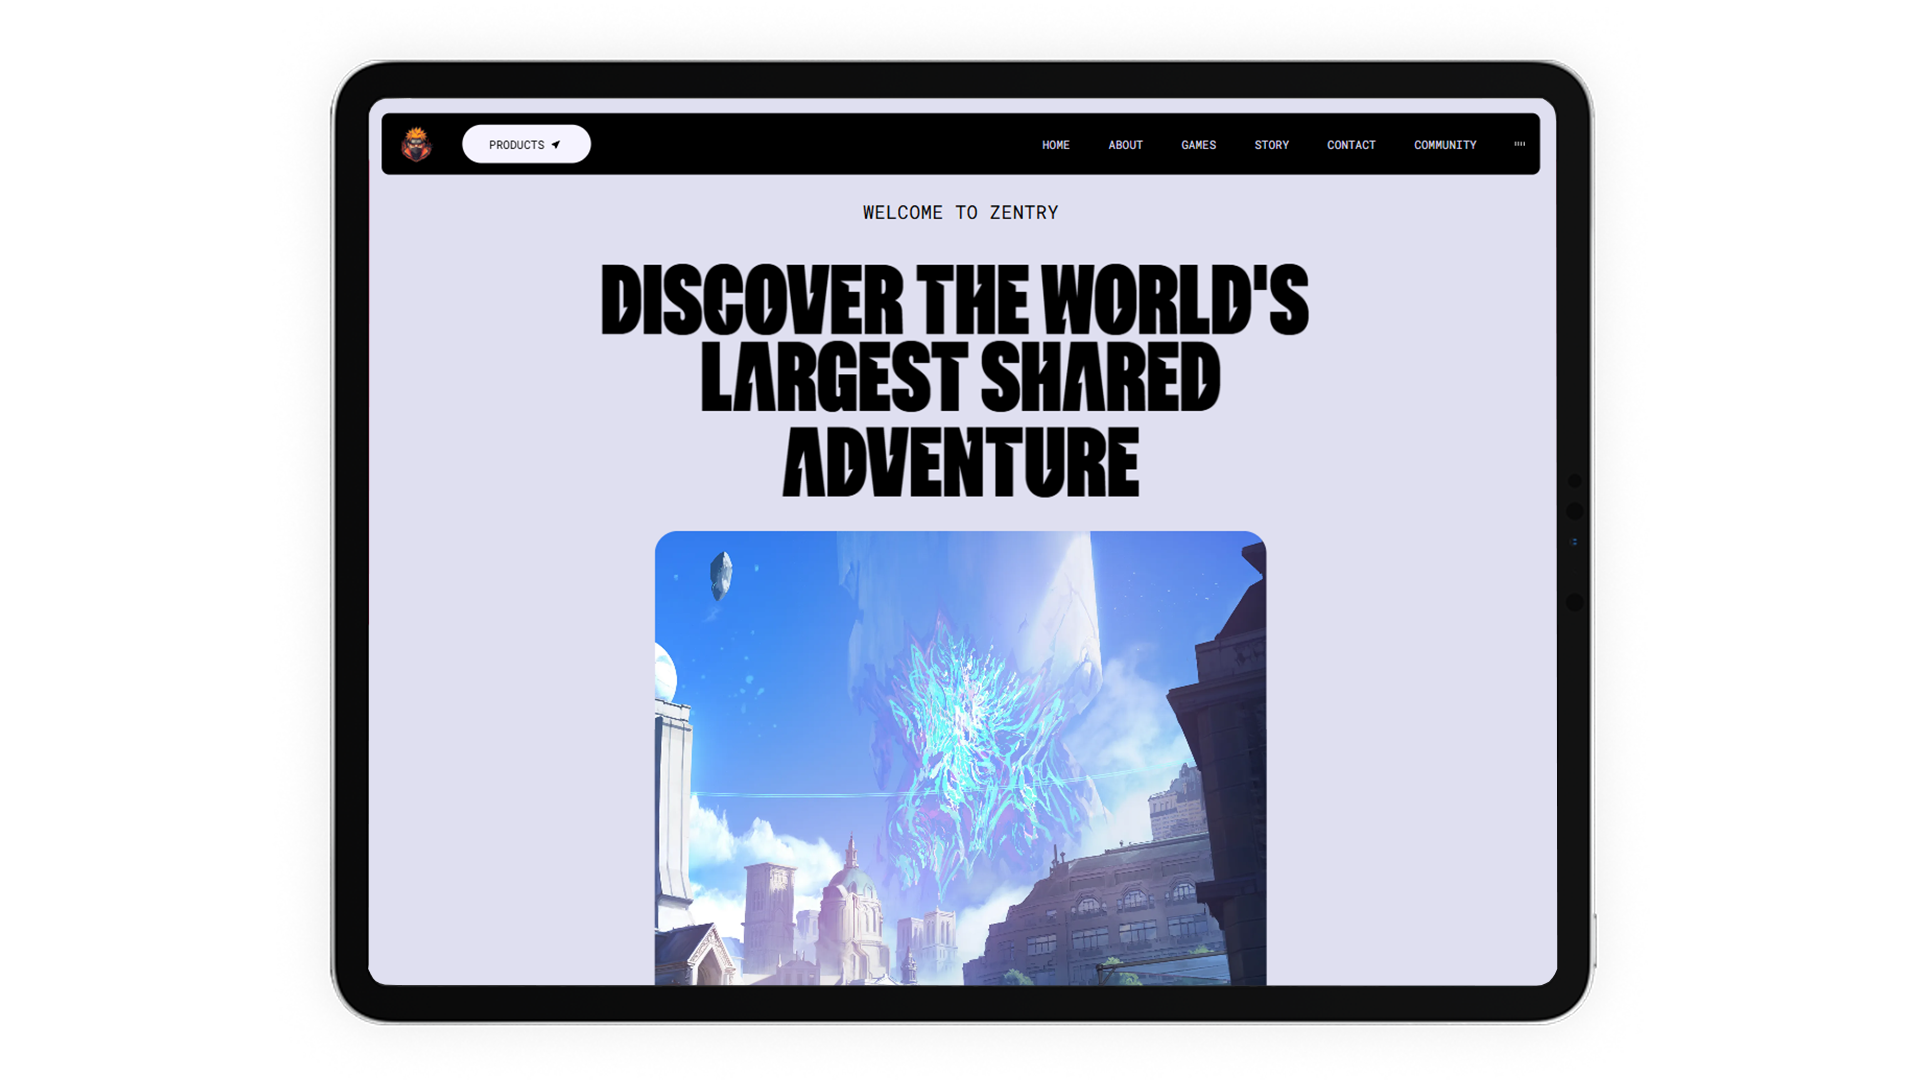 PRODUCTS
HOME ABOUT GAMES STORY CONTACT COMMUNITY
WELCOME TO ZENTRY
DISCOVER THE WORLD'S
LARGEST SHARED
ADVENTURE